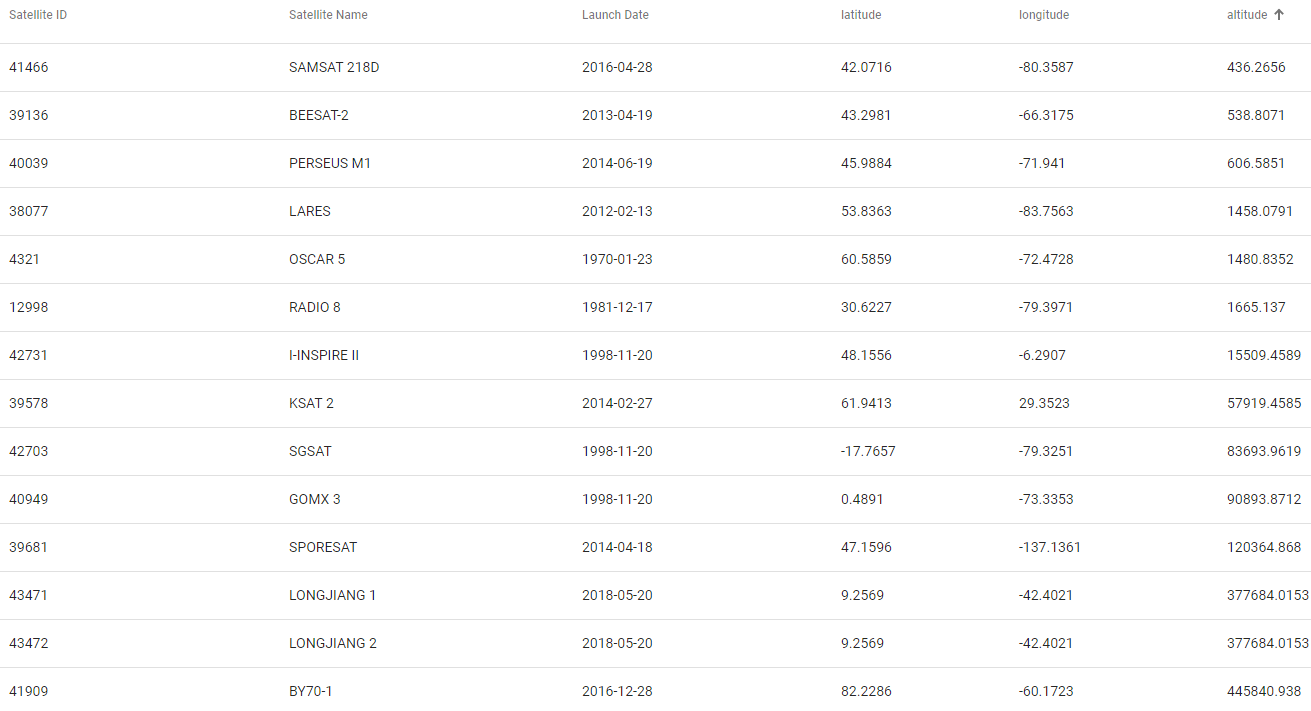 Satellite ID Satellite Name Launch Date latitude longitude altitude
41466 SAMSAT 218D 2016-04-28 42.0716 -80.3587 436.2656
39136 BEESAT-2 2013-04-19 43.2981 -66.3175 538.8071
40039 PERSEUS M1 2014-06-19 45.9884 -71.941 606.5851
38077 LARES 2012-02-13 53.8363 -83.7563 1458.0791
4321 OSCAR 5 1970-01-23 60.5859 -72.4728 1480.8352
12998 RADIO 8 1981-12-17 30.6227 -79.3971 1665.137
42731 I-INSPIRE II 1998-11-20 48.1556 -6.2907 15509.4589
39578 KSAT 2 2014-02-27 61.9413 29.3523 57919.4585
42703 SGSAT 1998-11-20 -17.7657 -79.3251 83693.9619
40949 GOMX 3 1998-11-20 0.4891 -73.3353 90893.8712
39681 SPORESAT 2014-04-18 47.1596 -137.1361 120364.868
43471 LONGJIANG 1 2018-05-20 9.2569 -42.4021 377684.0153
43472 LONGJIANG 2 2018-05-20 9.2569 -42.4021 377684.0153
41909 BY70-1 2016-12-28 82.2286 -60.1723 445840.938